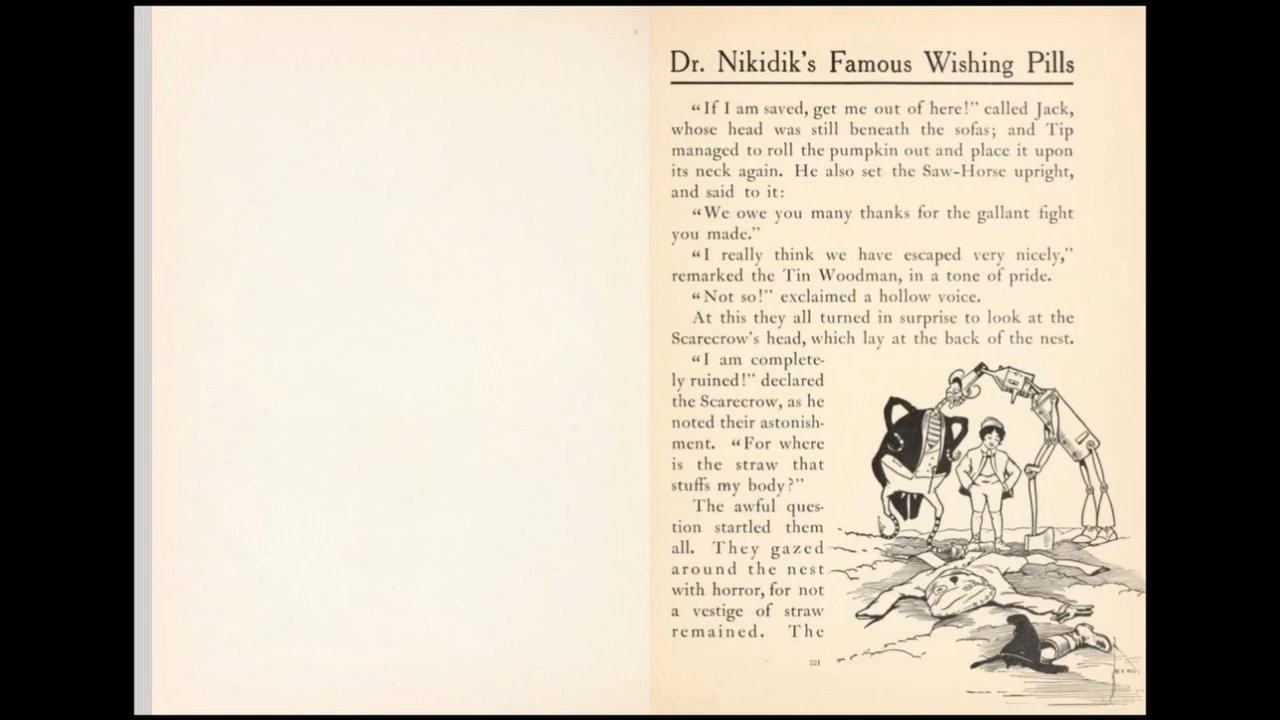 Dr. Nikidik's Famous Wishing Pills
“If I am saved, get me out of here!” called Jack,
whose head was still beneath the sofas; and Tip
managed to roll the pumpkin out and place it upon
its neck again. He also set the Saw-Horse upright,
and said to it:
“We owe you many thanks for the gallant fight
you made.”
“I really think we have escaped very nicely,”
remarked the Tin Woodman, in a tone of pride.
“Not so!” exclaimed a hollow voice.
At this they all turned in surprise to look at the
Scarecrow's head, which lay at the back of the nest.
“I am complete-
ly ruined!” declared
the Scarecrow, as he
noted their astonish-
ment. “For where
is the straw that
stuffs my body?”
The awful ques-
tion startled them
all. They gazed
around the nest
with horror, for not
a vestige of straw
remained. The
221